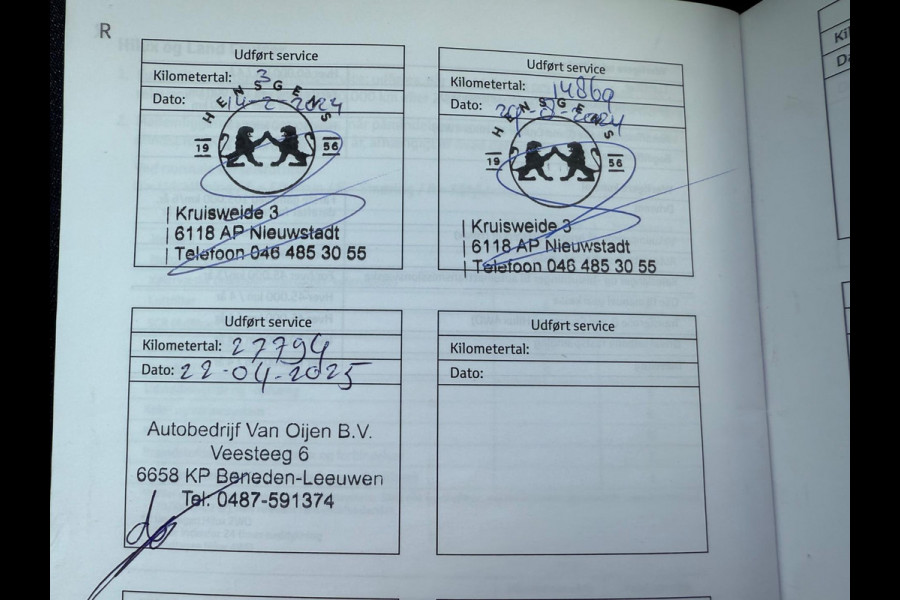 R
Udført service
Kilometertal: 3
Dato: 14-2-2024
HENSGENS
19 56
Kruisweide 3
6118 AP Nieuwstadt
Telefoon 046 485 30 55
Udført service
Kilometertal: 14869
Dato:
HENSGENS
19 56
Kruisweide 3
6118 AP Nieuwstadt
Telefoon 046 485 30 55
Udført service
Kilometertal: 27794
Dato: 22-04-2025
Autobedrijf Van Oijen B.V.
Veesteeg 6
6658 KP Beneden-Leeuwen
Tel. 0487-591374
Udført service
Kilometertal:
Dato: